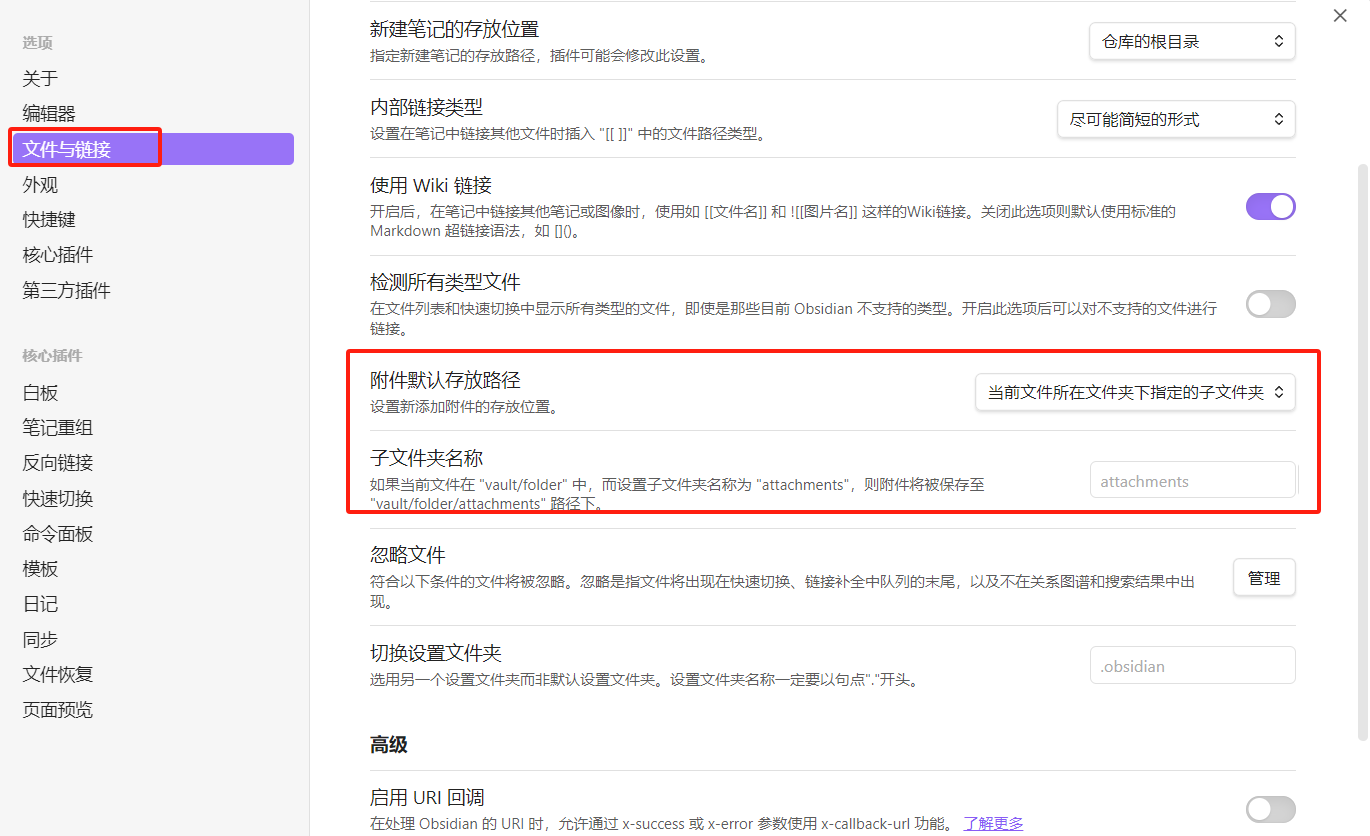 选项
关于
编辑器
文件与链接
外观
快捷键
核心插件
第三方插件
核心插件
白板
笔记重组
反向链接
快速切换
命令面板
模板
日记
同步
文件恢复
页面预览
新建笔记的存放位置
指定新建笔记的存放路径，插件可能会修改此设置。
仓库的根目录
内部链接类型
设置在笔记中链接其他文件时插入 "[[ ]]" 中的文件路径类型。
尽可能简短的形式
使用 Wiki 链接
开启后，在笔记中链接其他笔记或图像时，使用如 [[文件名]] 和 ![[图片名]] 这样的Wiki链接。关闭此选项则默认使用标准的
Markdown 超链接语法，如 []()。
检测所有类型文件
在文件列表和快速切换中显示所有类型的文件，即使是那些目前 Obsidian 不支持的类型。开启此选项后可以对不支持的文件进行
链接。
附件默认存放路径
设置新添加附件的存放位置。
当前文件所在文件夹下指定的子文件夹
子文件夹名称
如果当前文件在 "vault/folder" 中，而设置子文件夹名称为 "attachments"，则附件将被保存至
"vault/folder/attachments" 路径下。
attachments
忽略文件
符合以下条件的文件将被忽略。忽略是指文件将出现在快速切换、链接补全中队列的末尾，以及不在关系图谱和搜索结果中出
现。
管理
切换设置文件夹
选用另一个设置文件夹而非默认设置文件夹。设置文件夹名称一定要以句点"."开头。
.obsidian
高级
启用 URI 回调
在处理 Obsidian 的 URI 时，允许通过 x-success 或 x-error 参数使用 x-callback-url 功能。 了解更多